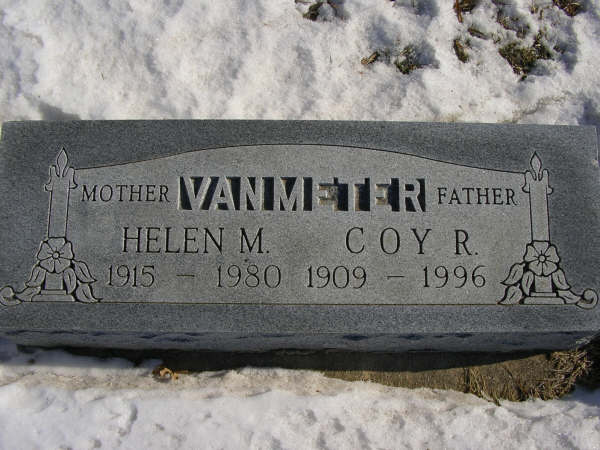 MOTHER VANMETER FATHER
HELEN M. COY R.
1915 - 1980 1909 - 1996